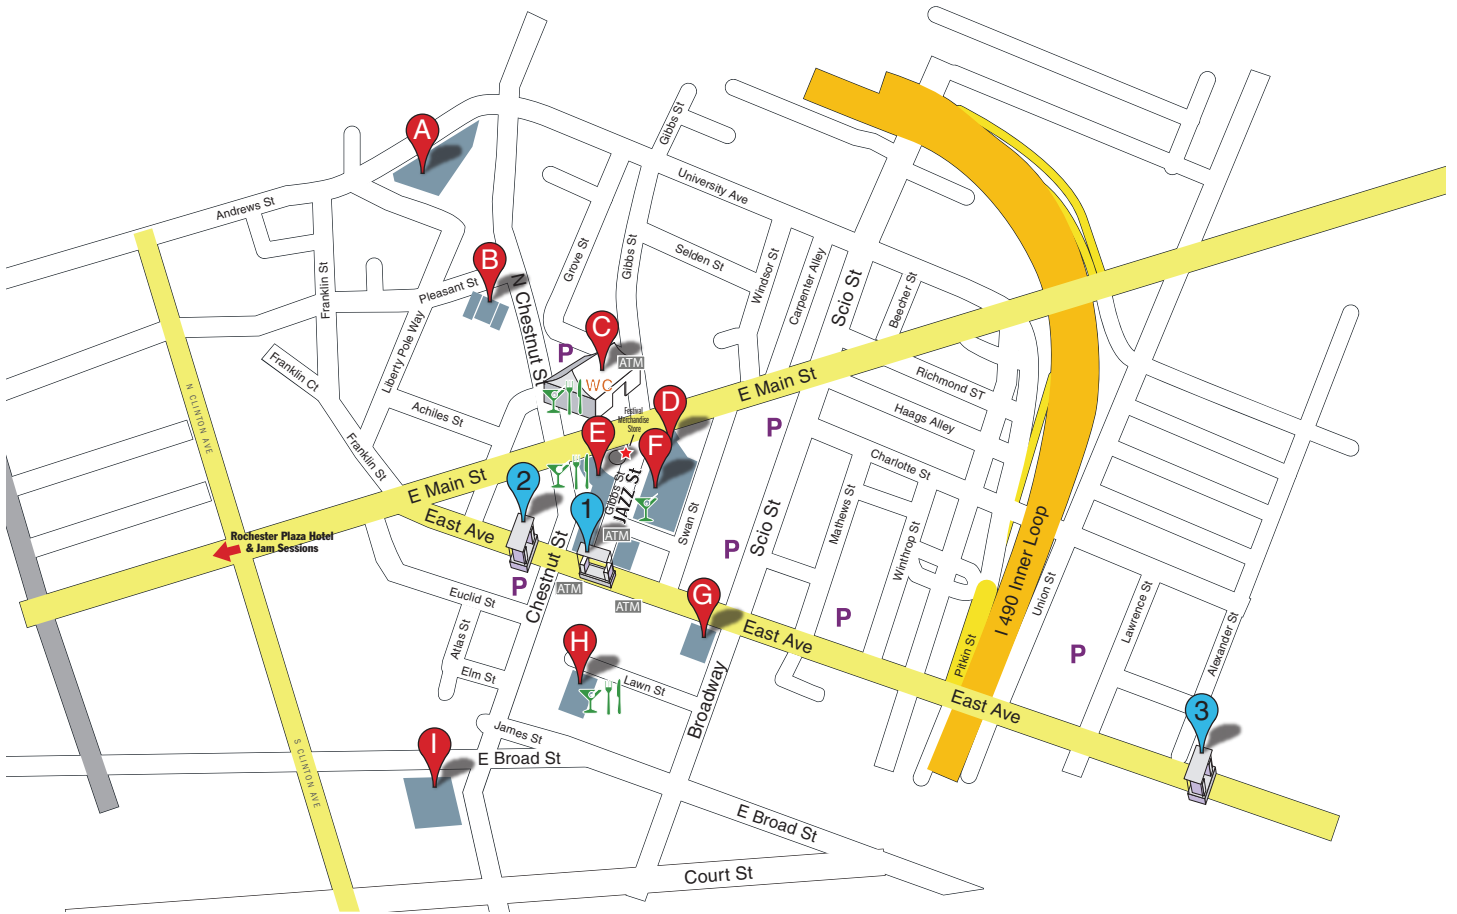 Gibbs St
A
University Ave
Andrews St
B
Grove St
Gibbs St
Selden St
Windsor St
Carpenter Alley
Scio St
Beecher St
Franklin St
Pleasant St
N Chestnut St
Liberty Pole Way
C
P
ATM
WC
Franklin Ct
Achiles St
N CLINTON AVE
E Main St
Richmond ST
Haags Alley
D
Festival
Merchandise
Store
E
F
P
Franklin St
E Main St
2
1
Gibbs St
JAZZ St
Charlotte St
Mathews St
Winthrop St
Swan St
Scio St
East Ave
ATM
P
Rochester Plaza Hotel
& Jam Sessions
P
Chestnut St
ATM
ATM
I 490 Inner Loop
Union St
Lawrence St
Alexander St
Euclid St
Atlas St
G
East Ave
P
P
Pitkin St
H
Elm St
Lawn St
Broadway
East Ave
3
James St
I
E Broad St
S CLINTON AVE
E Broad St
Court St